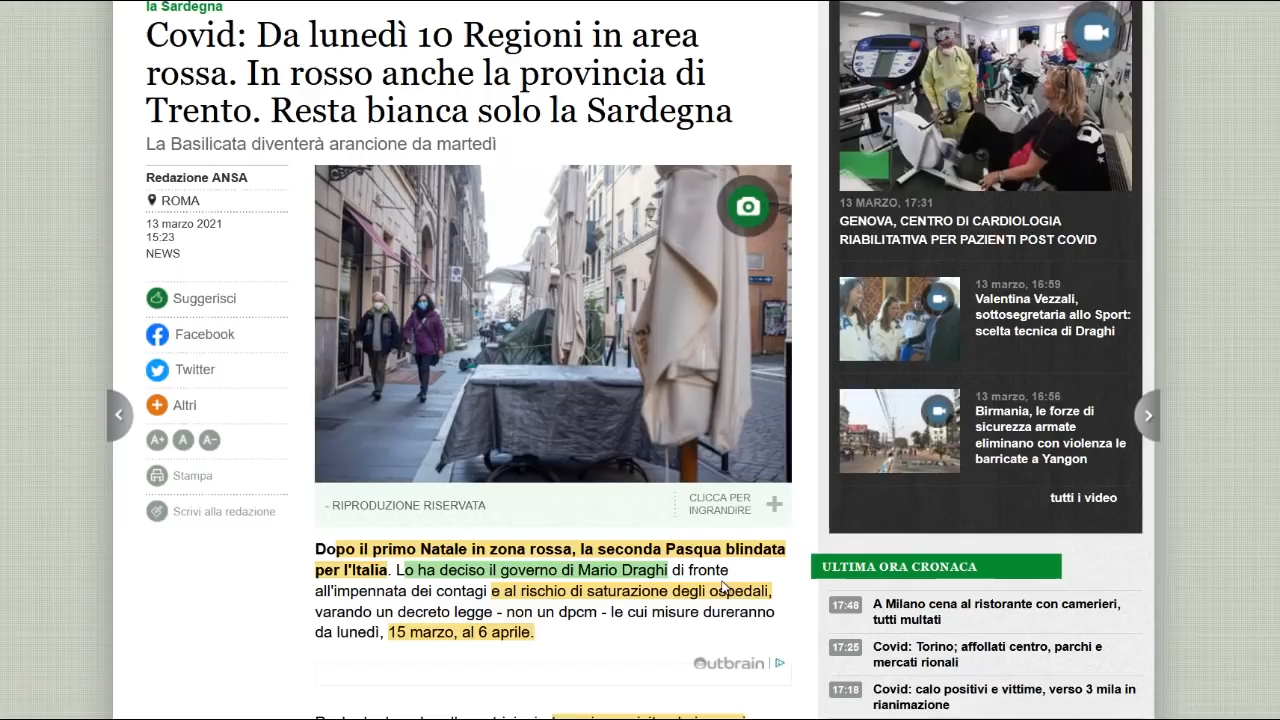 la Sardegna
Covid: Da lunedì 10 Regioni in area
rossa. In rosso anche la provincia di
Trento. Resta bianca solo la Sardegna
La Basilicata diventerà arancione da martedì
Redazione ANSA
ROMA
13 marzo 2021
15:23
NEWS
Suggerisci
Facebook
Twitter
Altri
A+ A A-
Stampa
Scrivi alla redazione
- RIPRODUZIONE RISERVATA
CLICCA PER
INGRANDIRE
Dopo il primo Natale in zona rossa, la seconda Pasqua blindata
per l'Italia. Lo ha deciso il governo di Mario Draghi di fronte
all'impennata dei contagi e al rischio di saturazione degli ospedali,
varando un decreto legge - non un dpcm - le cui misure dureranno
da lunedì, 15 marzo, al 6 aprile.
Outbrain
13 MARZO, 17:31
GENOVA, CENTRO DI CARDIOLOGIA
RIABILITATIVA PER PAZIENTI POST COVID
13 marzo, 16:59
Valentina Vezzali,
sottosegretaria allo Sport:
scelta tecnica di Draghi
13 marzo, 16:56
Birmania, le forze di
sicurezza armate
eliminano con violenza le
barricate a Yangon
tutti i video
ULTIMA ORA CRONACA
17:48 A Milano cena al ristorante con camerieri,
tutti multati
17:25 Covid: Torino; affollati centro, parchi e
mercati rionali
17:18 Covid: calo positivi e vittime, verso 3 mila in
rianimazione